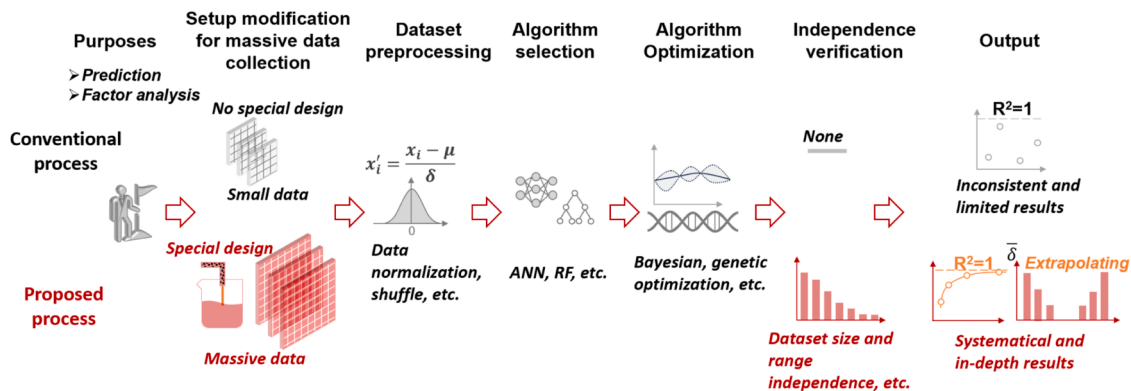 Purposes
➢Prediction
➢Factor analysis
Setup modification
for massive data
collection
Dataset
preprocessing
Algorithm
selection
Algorithm
Optimization
Independence
verification
Output
Conventional
process
No special design
Small data
x′ᵢ = (xᵢ − μ) / δ
0
None
R²=1
Inconsistent and
limited results
Proposed
process
Special design
Massive data
Data
normalization,
shuffle, etc.
ANN, RF, etc.
Bayesian, genetic
optimization, etc.
Dataset size and
range
independence, etc.
R²=1
δ̅
Extrapolating
Systematical and
in-depth results